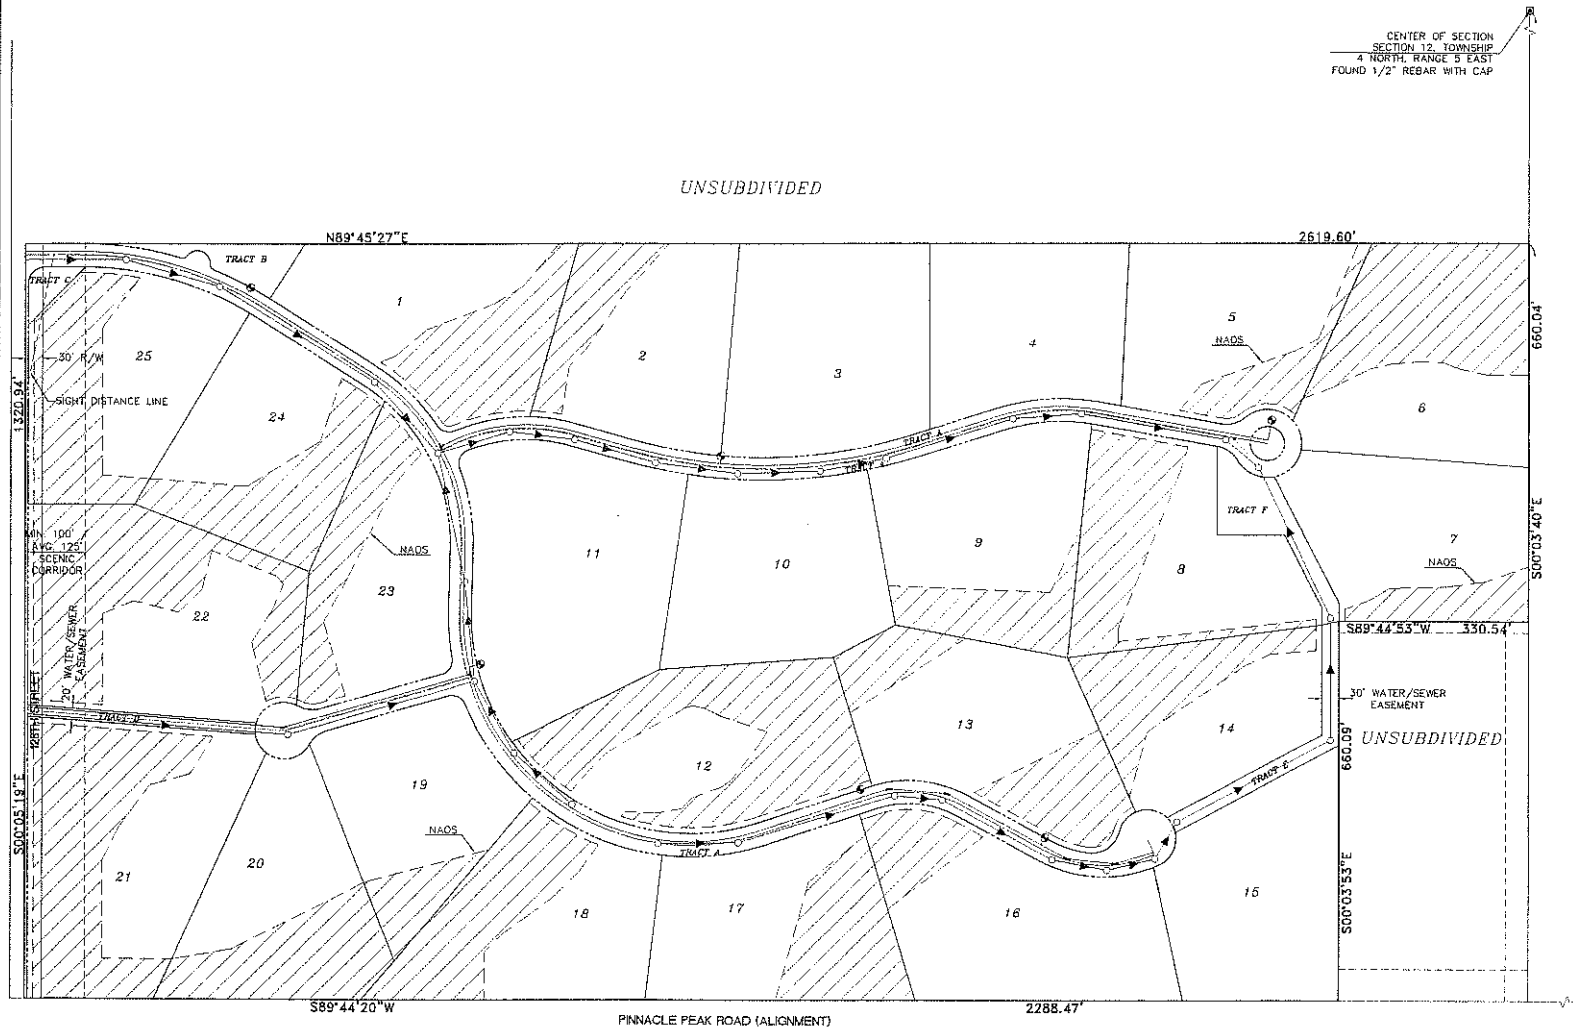 CENTER OF SECTION
SECTION 12, TOWNSHIP
4 NORTH, RANGE 5 EAST
FOUND 1/2" REBAR WITH CAP
UNSUBDIVIDED
N89°45'27"E
2619.60'
TRACT B
TRACT C
1
5
NAOS
660.04'
25
30' R/W
2
4
3
SIGHT DISTANCE LINE
1320.94'
24
6
TRACT A
TRACT A
TRACT F
S00°03'40"E
MIN. 100'
AVG. 125'
SCENIC
CORRIDOR
NAOS
11
10
9
8
7
NAOS
23
22
20' WATER/SEWER
EASEMENT
S89°44'53"W
330.54'
128TH STREET
TRACT D
30' WATER/SEWER
EASEMENT
13
14
UNSUBDIVIDED
660.09'
12
TRACT E
19
S00°05'19"E
NAOS
TRACT A
21
20
18
17
16
15
S00°03'53"E
S89°44'20"W
2288.47'
PINNACLE PEAK ROAD (ALIGNMENT)